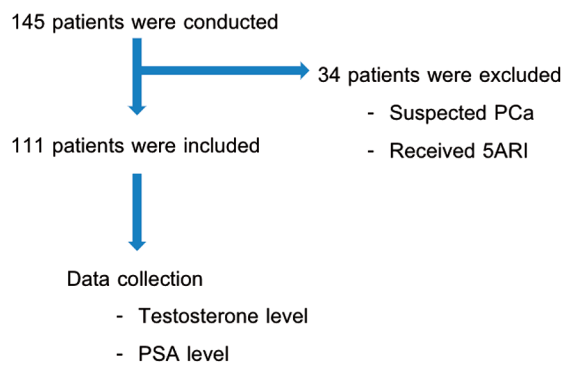 145 patients were conducted
34 patients were excluded
- Suspected PCa
- Received 5ARI
111 patients were included
Data collection
- Testosterone level
- PSA level